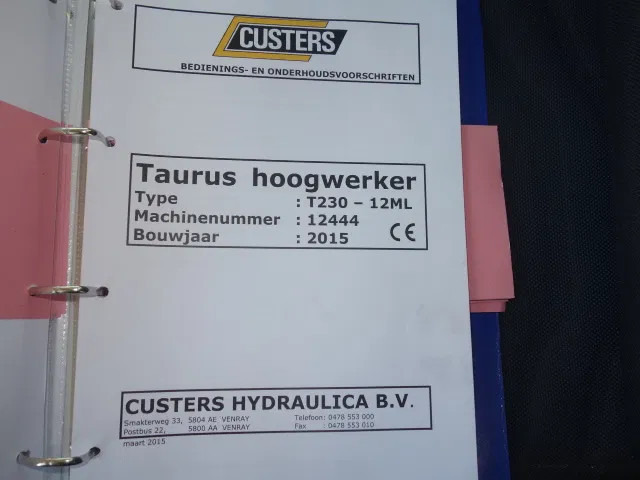 CUSTERS
BEDIENINGS- EN ONDERHOUDSVOORSCHRIFTEN
Taurus hoogwerker
Type : T230 – 12ML
Machinenummer : 12444
Bouwjaar : 2015 CE
CUSTERS HYDRAULICA B.V.
Smakterweg 33, 5804 AE VENRAY Telefoon: 0478 553 000
Postbus 22, 5800 AA VENRAY Fax : 0478 553 010
maart 2015